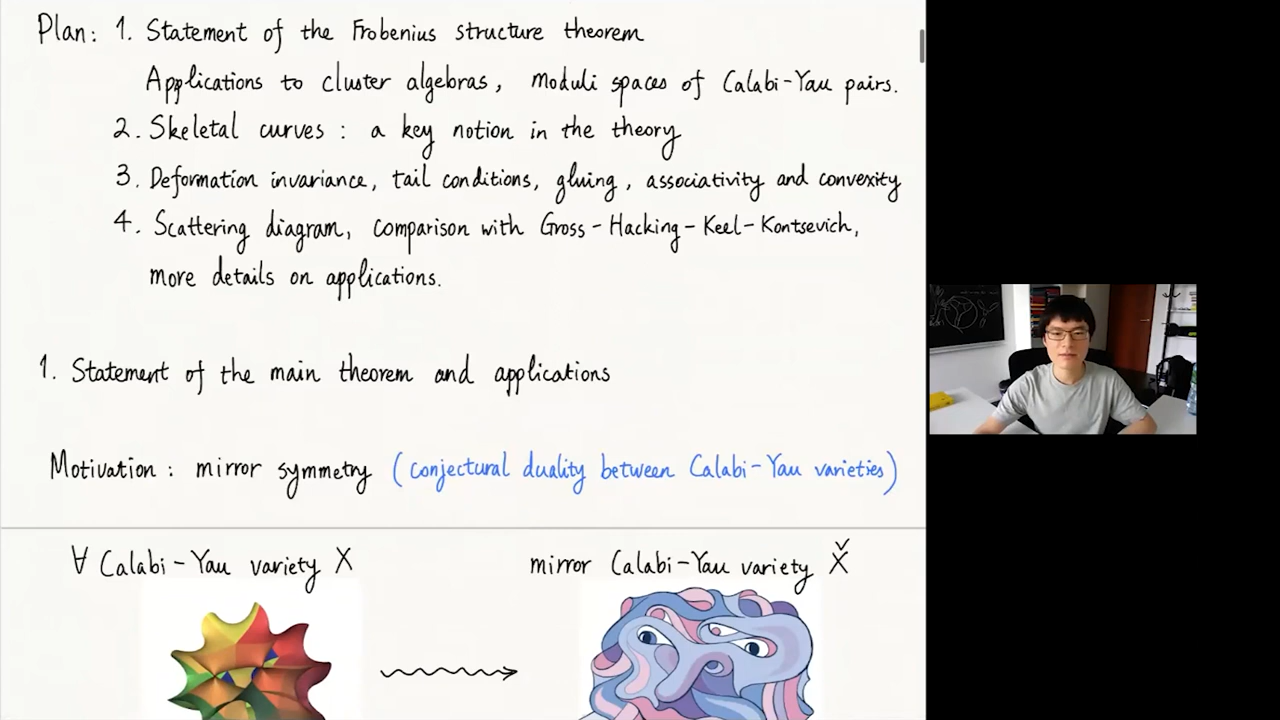 Plan: 1. Statement of the Frobenius structure theorem
Applications to cluster algebras, moduli spaces of Calabi-Yau pairs.
2. Skeletal curves: a key notion in the theory
3. Deformation invariance, tail conditions, gluing, associativity and convexity
4. Scattering diagram, comparison with Gross-Hacking-Keel-Kontsevich,
more details on applications.
1. Statement of the main theorem and applications
Motivation: mirror symmetry (conjectural duality between Calabi-Yau varieties)
∀ Calabi-Yau variety X
mirror Calabi-Yau variety X̌